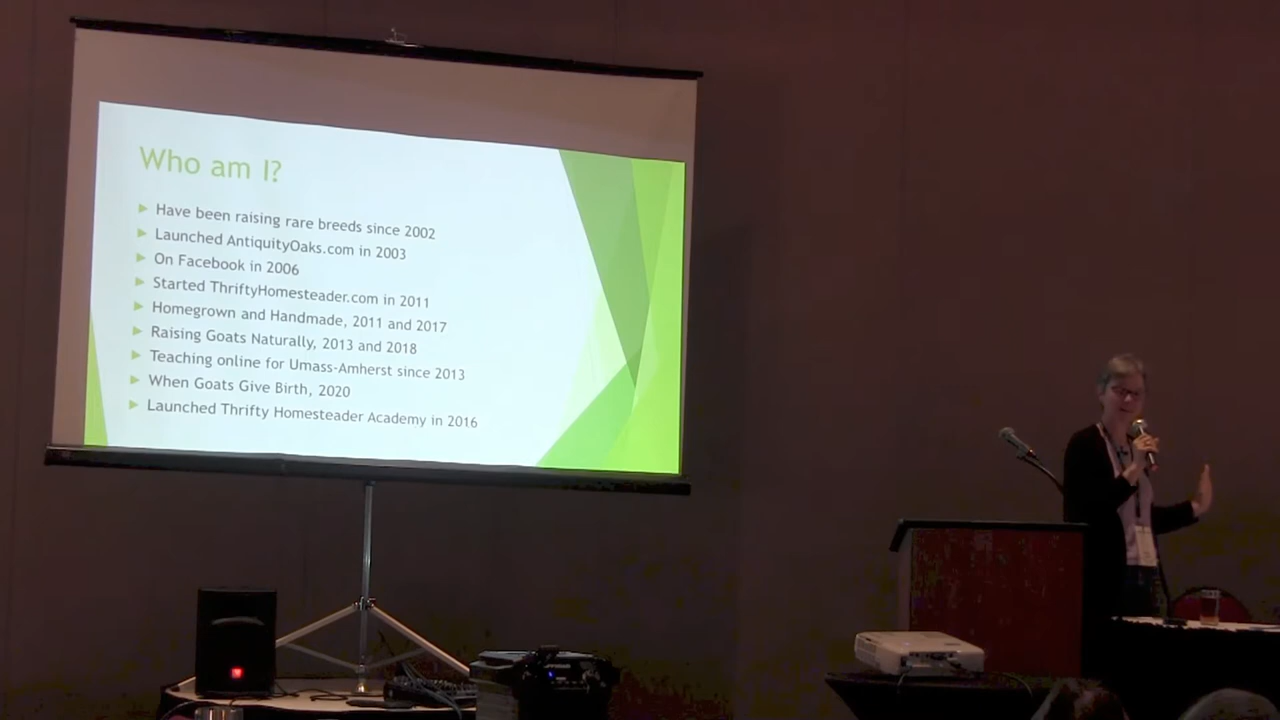 Who am I?
Have been raising rare breeds since 2002
Launched AntiquityOaks.com in 2003
On Facebook in 2006
Started ThriftyHomesteader.com in 2011
Homegrown and Handmade, 2011 and 2017
Raising Goats Naturally, 2013 and 2018
Teaching online for Umass-Amherst since 2013
When Goats Give Birth, 2020
Launched Thrifty Homesteader Academy in 2016